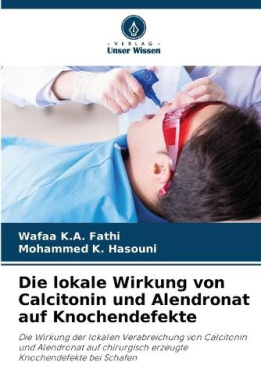 - VERLAG -
Unser Wissen
Wafaa K.A. Fathi
Mohammed K. Hasouni
Die lokale Wirkung von
Calcitonin und Alendronat
auf Knochendefekte
Die Wirkung der lokalen Verabreichung von Calcitonin
und Alendronat auf chirurgisch erzeugte
Knochendefekte bei Schafen